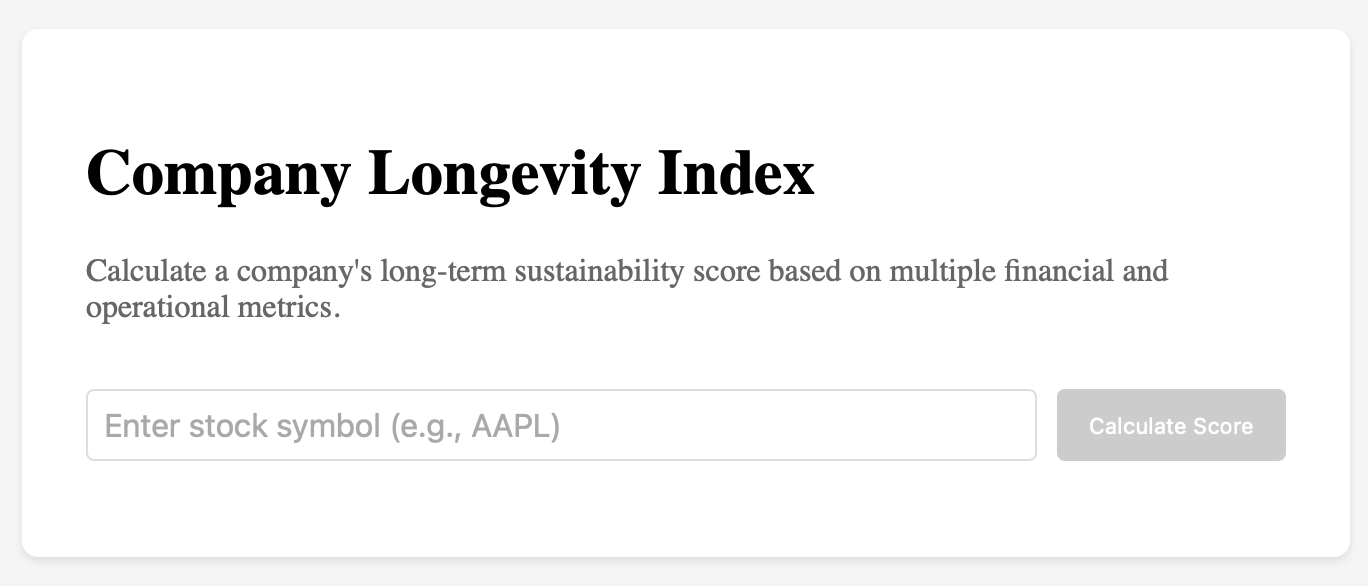 Company Longevity Index
Calculate a company's long-term sustainability score based on multiple financial and
operational metrics.
Enter stock symbol (e.g., AAPL)
Calculate Score